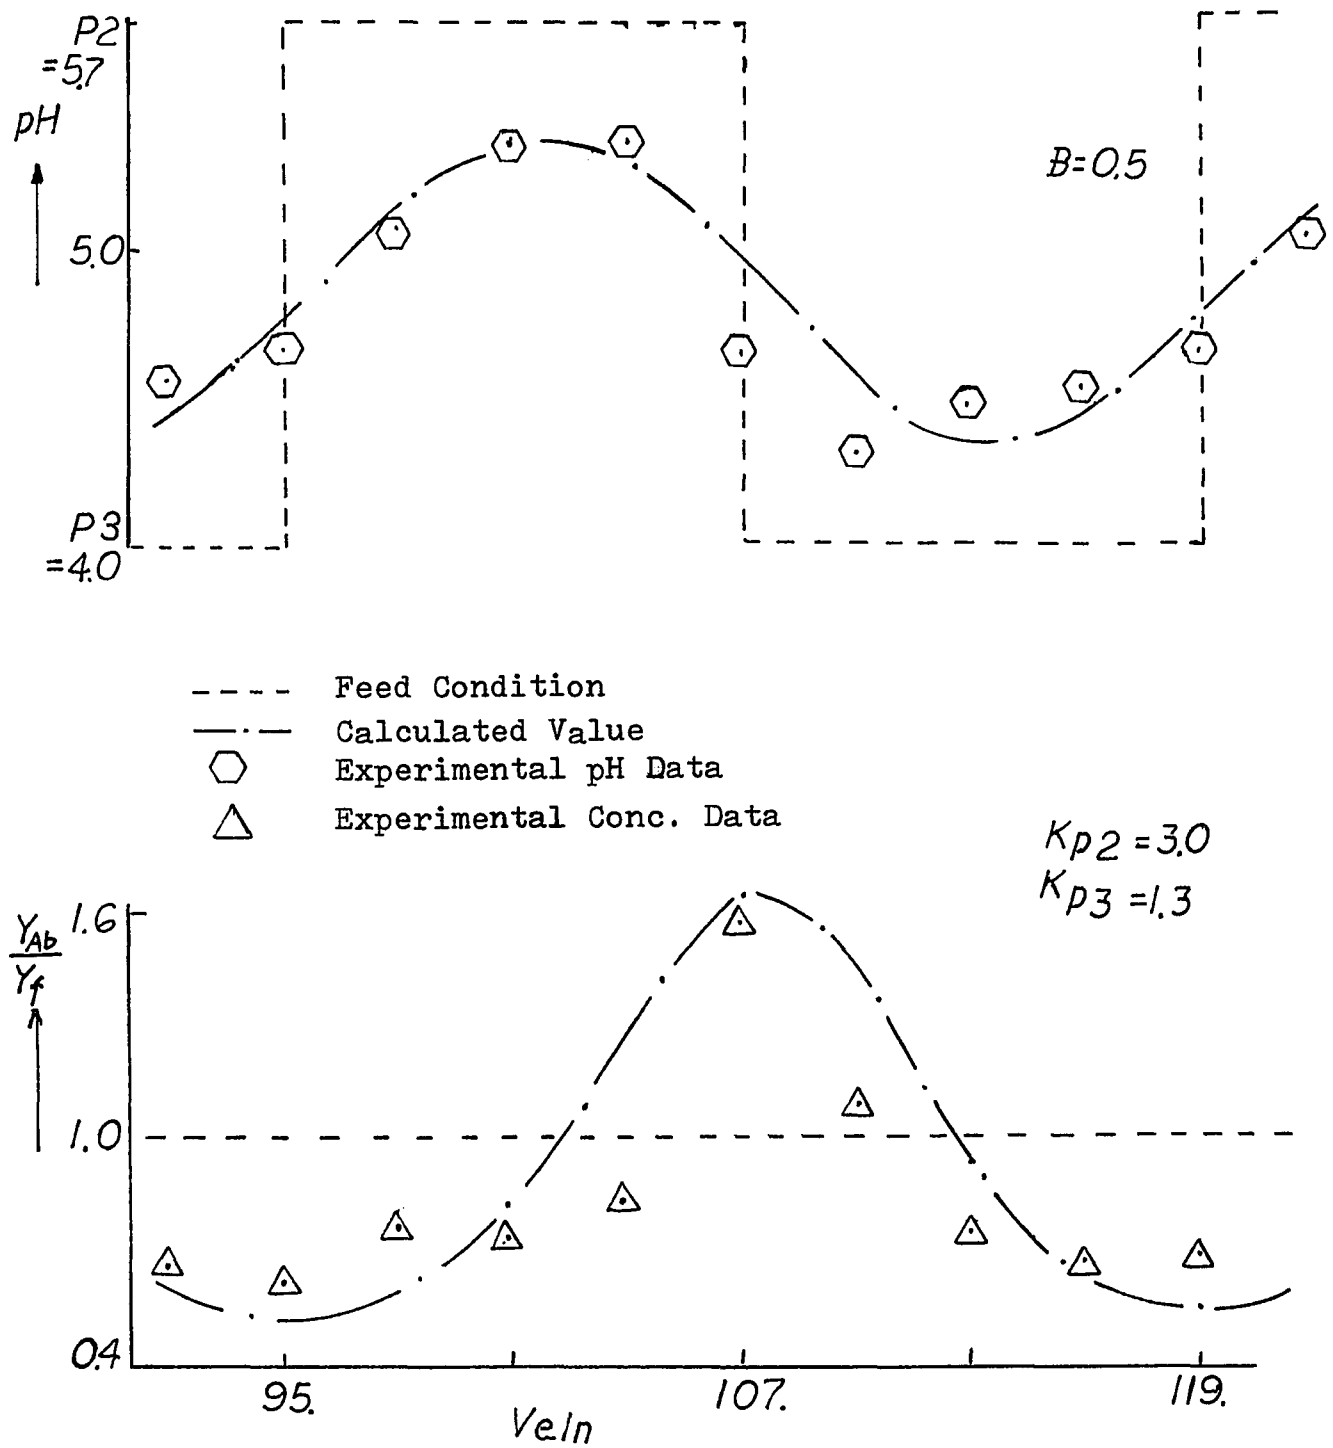 P2
=5.7
pH
B=0.5
5.0
P3
=4.0
Feed Condition
Calculated Value
Experimental pH Data
Experimental Conc. Data
Kp2 =3.0
Kp3 =1.3
YAb
Yf
1.6
1.0
0.4
95. 107. 119.